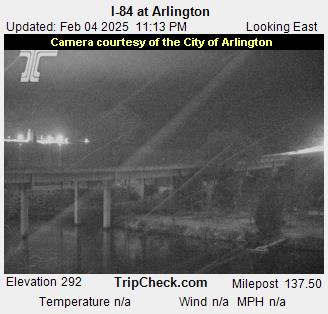 I-84 at Arlington
Updated: Feb 04 2025 11:13 PM Looking East
Camera courtesy of the City of Arlington
Elevation 292 TripCheck.com Milepost 137.50
Temperature n/a Wind n/a MPH n/a